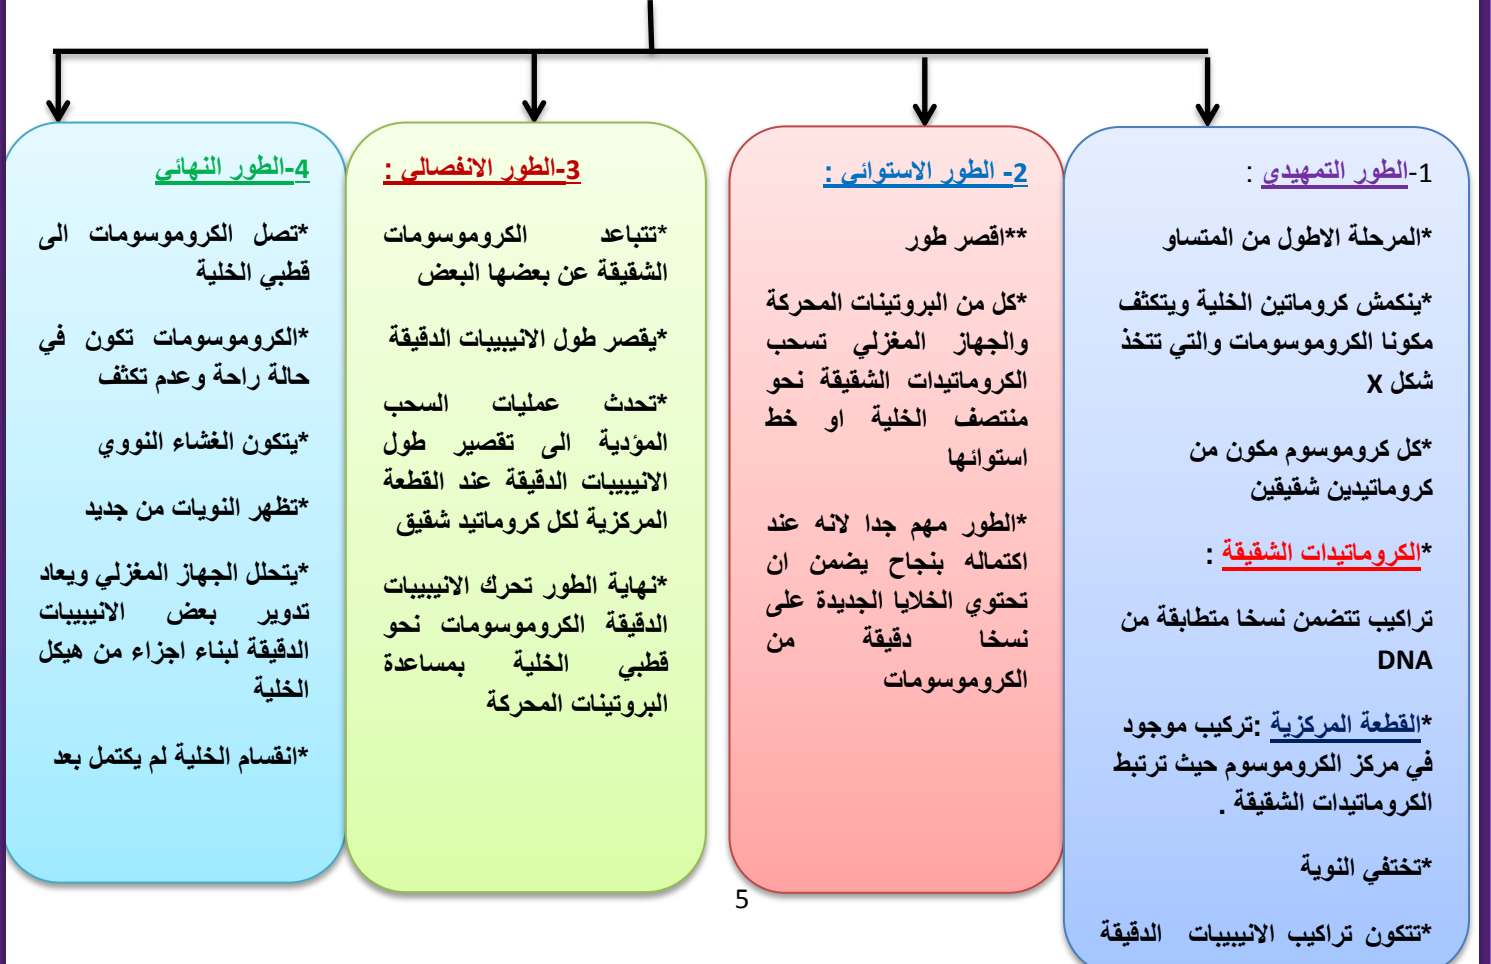 1-الطور التمهيدي :
*المرحلة الاطول من المتساو
*ينكمش كروماتين الخلية ويتكثف
مكونا الكروموسومات والتي تتخذ
شكل X
*كل كروموسوم مكون من
كروماتيدين شقيقين
*الكروماتيدات الشقيقة :
تراكيب تتضمن نسخا متطابقة من
DNA
*القطعة المركزية :تركيب موجود
في مركز الكروموسوم حيث ترتبط
الكروماتيدات الشقيقة .
*تختفي النوية
*تتكون تراكيب الانيبيبات الدقيقة
2- الطور الاستوائي :
**اقصر طور
*كل من البروتينات المحركة
والجهاز المغزلي تسحب
الكروماتيدات الشقيقة نحو
منتصف الخلية او خط
استوائها
*الطور مهم جدا لانه عند
اكتماله بنجاح يضمن ان
تحتوي الخلايا الجديدة على
نسخا دقيقة من
الكروموسومات
3-الطور الانفصالي :
*تتباعد الكروموسومات
الشقيقة عن بعضها البعض
*يقصر طول الانيبيبات الدقيقة
*تحدث عمليات السحب
المؤدية الى تقصير طول
الانيبيبات الدقيقة عند القطعة
المركزية لكل كروماتيد شقيق
*نهاية الطور تحرك الانيبيبات
الدقيقة الكروموسومات نحو
قطبي الخلية بمساعدة
البروتينات المحركة
4-الطور النهائي
*تصل الكروموسومات الى
قطبي الخلية
*الكروموسومات تكون في
حالة راحة وعدم تكثف
*يتكون الغشاء النووي
*تظهر النويات من جديد
*يتحلل الجهاز المغزلي ويعاد
تدوير بعض الانيبيبات
الدقيقة لبناء اجزاء من هيكل
الخلية
*انقسام الخلية لم يكتمل بعد
5